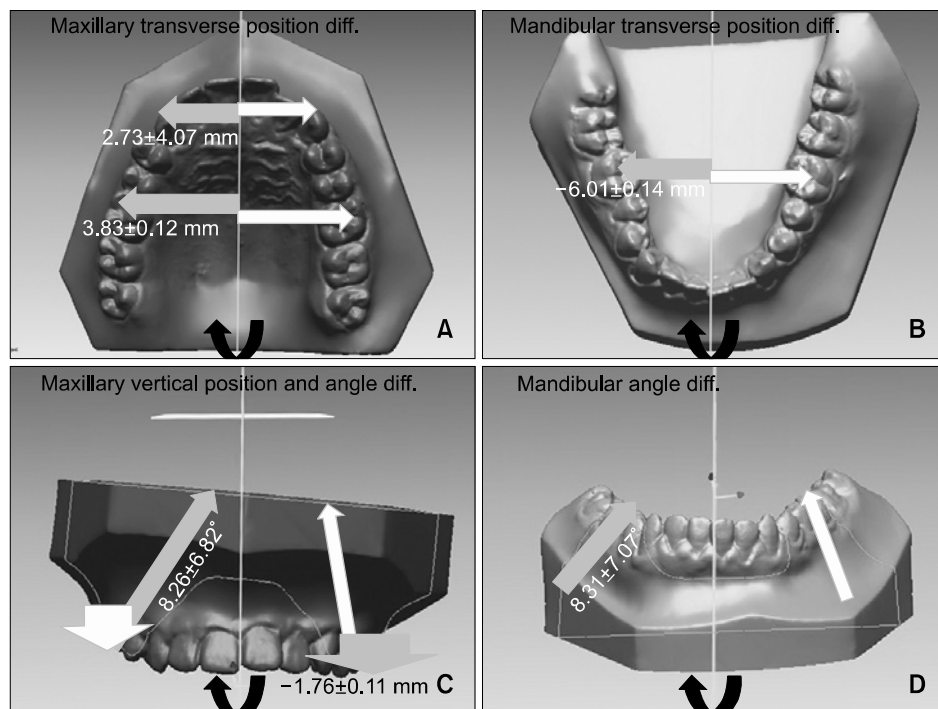 Maxillary transverse position diff.
2.73±4.07 mm
3.83±0.12 mm
A
Mandibular transverse position diff.
−6.01±0.14 mm
B
Maxillary vertical position and angle diff.
8.26±6.82˚
−1.76±0.11 mm
C
Mandibular angle diff.
8.31±7.07˚
D